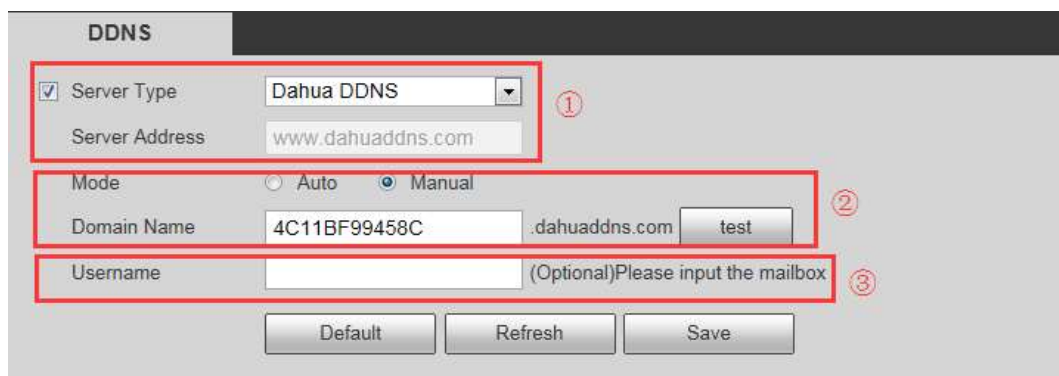 DDNS
Server Type Dahua DDNS
①
Server Address www.dahuaddns.com
Mode Auto Manual
②
Domain Name 4C11BF99458C .dahuaddns.com test
Username (Optional)Please input the mailbox
③
Default Refresh Save